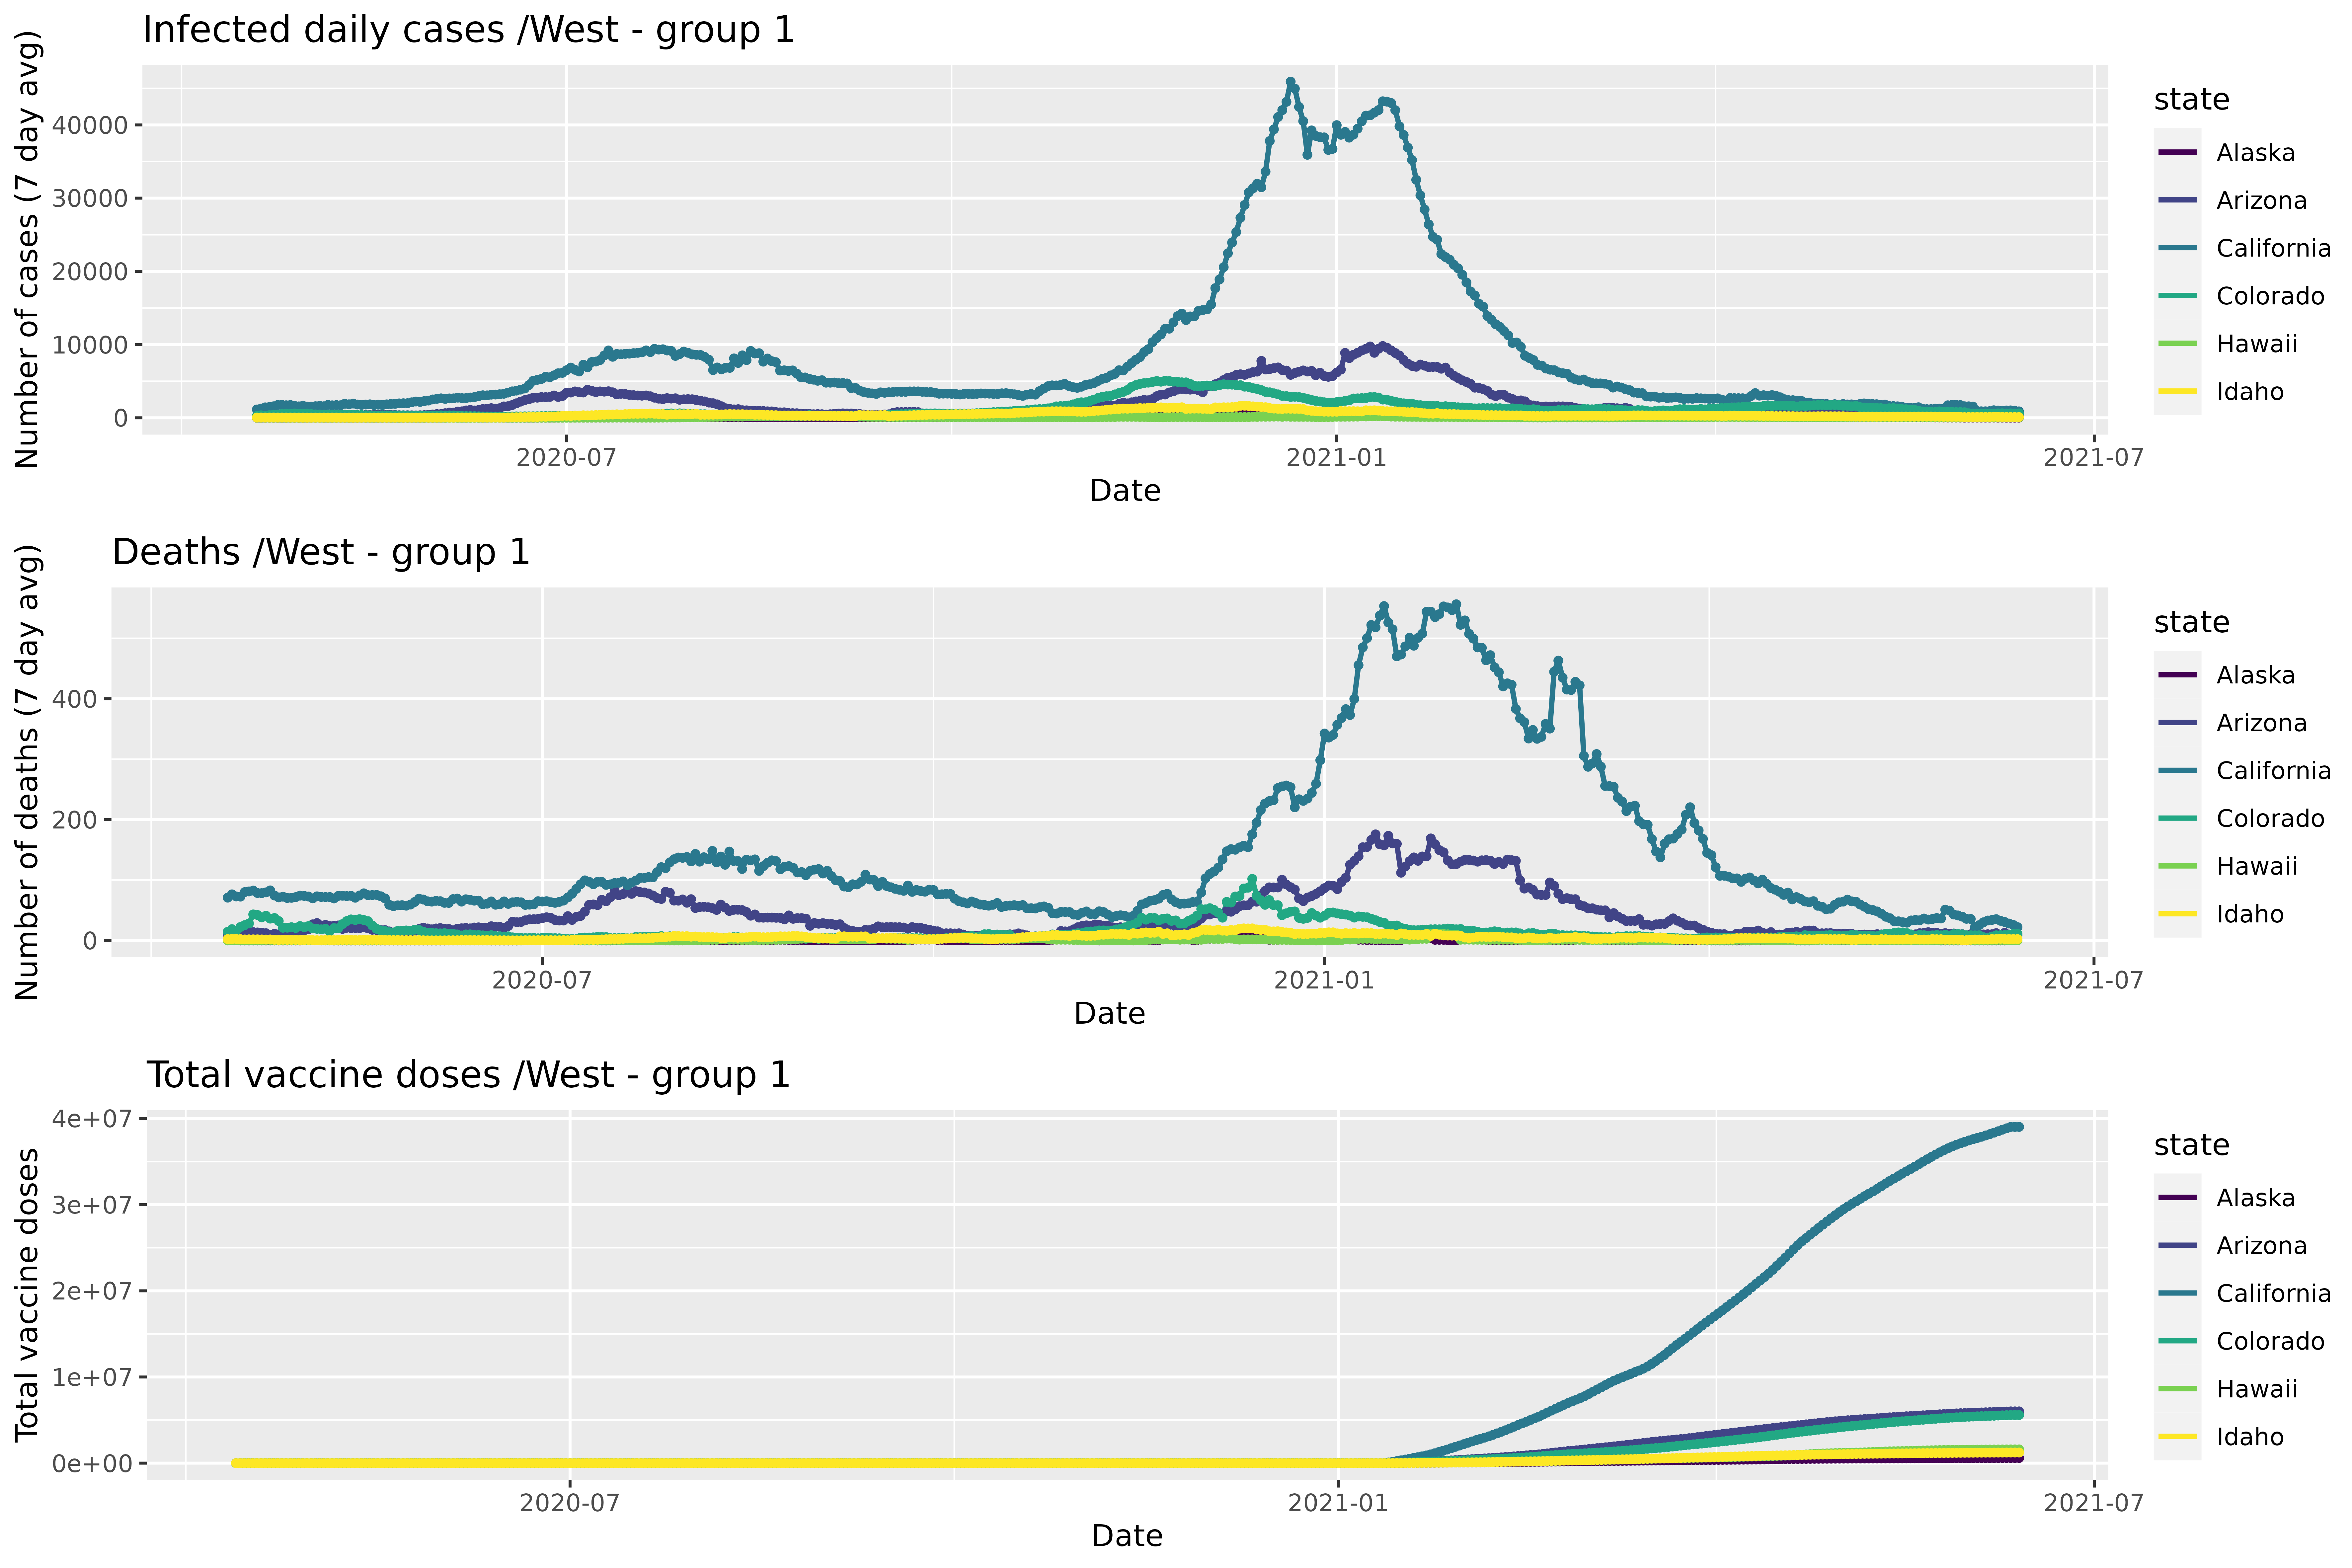 Infected daily cases /West - group 1
Number of cases (7 day avg)
40000
30000
20000
10000
0
2020-07
2021-01
2021-07
Date
state
Alaska
Arizona
California
Colorado
Hawaii
Idaho
Deaths /West - group 1
Number of deaths (7 day avg)
400
200
0
2020-07
2021-01
2021-07
Date
state
Alaska
Arizona
California
Colorado
Hawaii
Idaho
Total vaccine doses /West - group 1
Total vaccine doses
4e+07
3e+07
2e+07
1e+07
0e+00
2020-07
2021-01
2021-07
Date
state
Alaska
Arizona
California
Colorado
Hawaii
Idaho